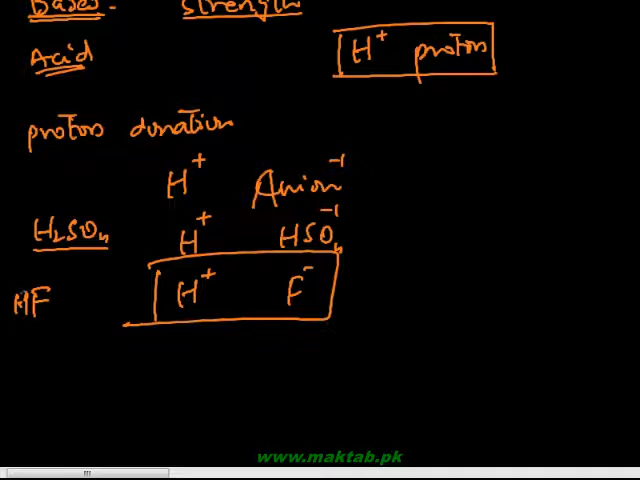 Bases. Strength
Acid H⁺ proton
proton donation
H⁺ Anion⁻¹
H₂SO₄ H⁺ HSO₄⁻¹
HF H⁺ F⁻
www.maktab.pk